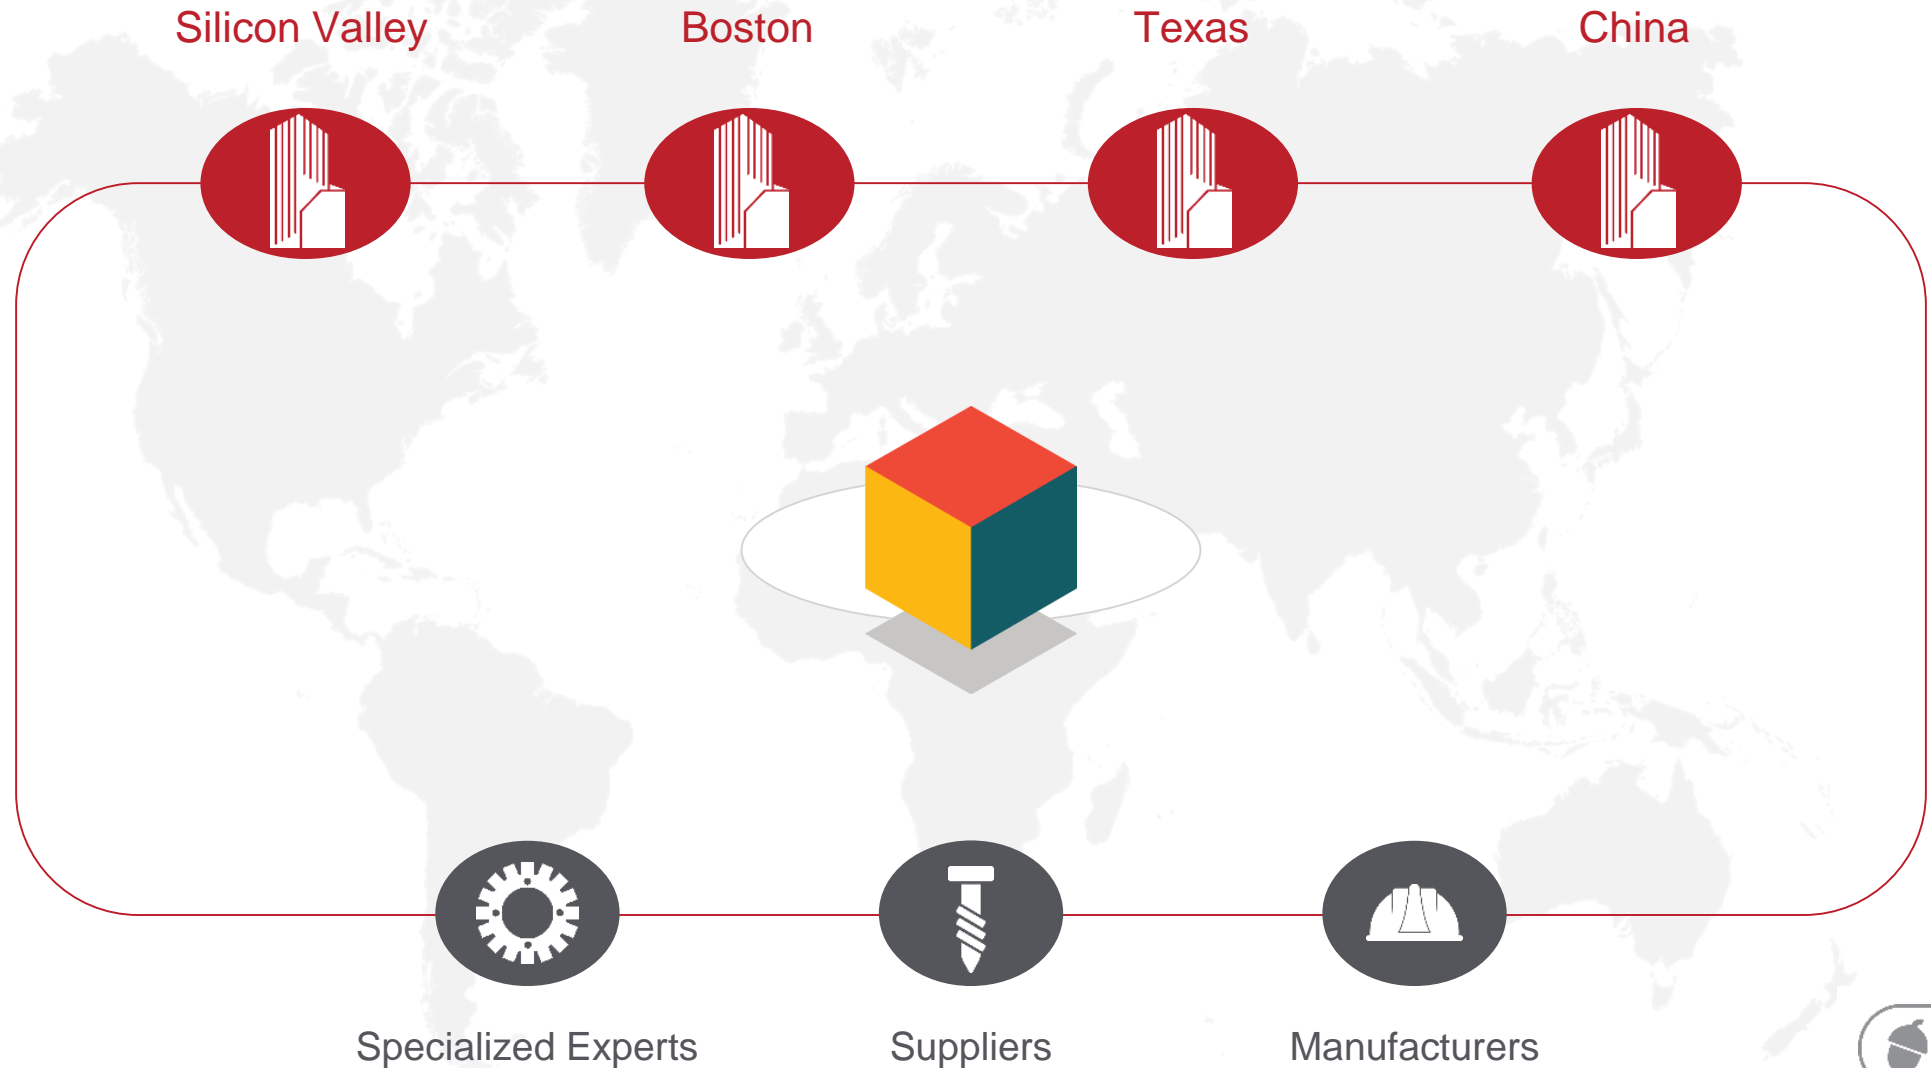 Silicon Valley
Boston
Texas
China
Specialized Experts
Suppliers
Manufacturers